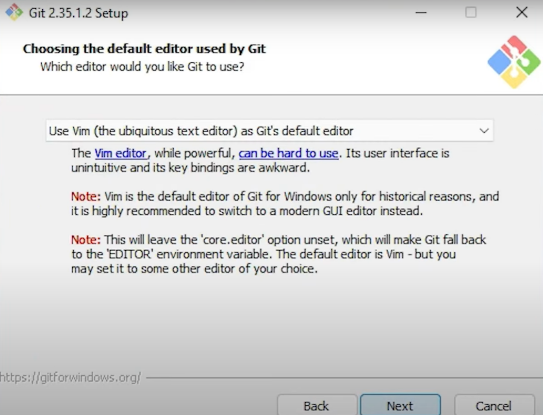 Git 2.35.1.2 Setup
Choosing the default editor used by Git
Which editor would you like Git to use?
Use Vim (the ubiquitous text editor) as Git's default editor
The Vim editor, while powerful, can be hard to use. Its user interface is
unintuitive and its key bindings are awkward.
Note: Vim is the default editor of Git for Windows only for historical reasons, and
it is highly recommended to switch to a modern GUI editor instead.
Note: This will leave the 'core.editor' option unset, which will make Git fall back
to the 'EDITOR' environment variable. The default editor is Vim - but you
may set it to some other editor of your choice.
https://gitforwindows.org/
Back Next Cancel